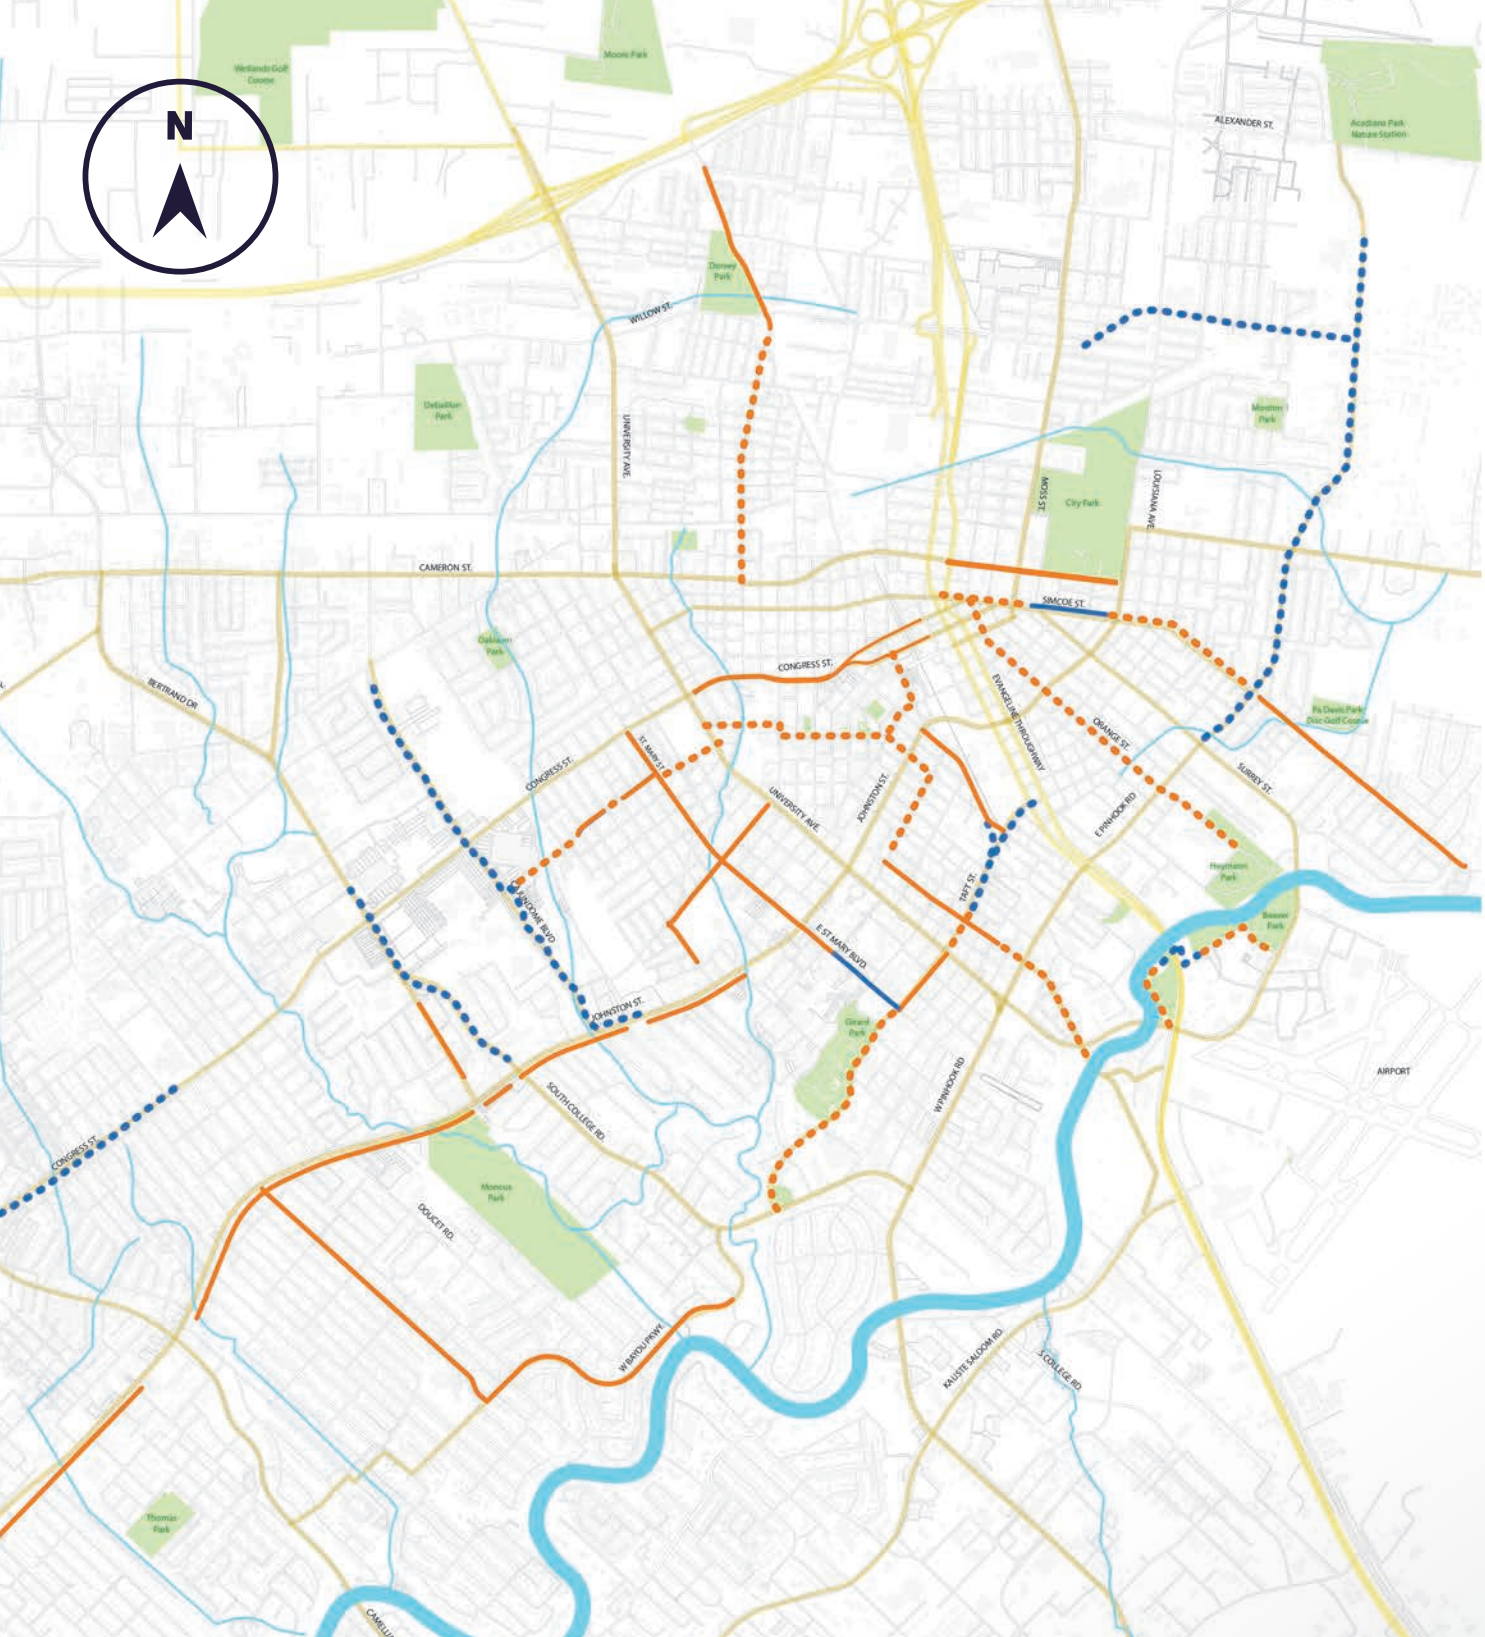 Moore Park
Wetlands Golf
Course
N
ALEXANDER ST.
Acadiana Park
Nature Station
Dorsey
Park
WILLOW ST.
Debaillon
Park
Mouton
Park
UNIVERSITY AVE.
MOSS ST.
City Park
LOUISIANA AVE.
CAMERON ST.
SIMCOE ST.
Oakbourn
Park
CONGRESS ST.
BERTRAND DR
EVANGELINE THROUGHWAY
Pa Davis Park
Disc Golf Course
ORANGE ST.
ST. MARY ST.
CONGRESS ST.
SURREY ST.
UNIVERSITY AVE.
JOHNSTON ST.
E PINHOOK RD
Heymann
Park
TAFT ST.
CAJUNDOME BLVD
Beaver
Park
E ST MARY BLVD.
JOHNSTON ST.
Girard
Park
AIRPORT
W PINHOOK RD
SOUTH COLLEGE RD.
CONGRESS ST.
Moncus
Park
DOUCET RD.
W BAYOU PKWY.
KALISTE SALOOM RD.
S COLLEGE RD.
Thomas
Park